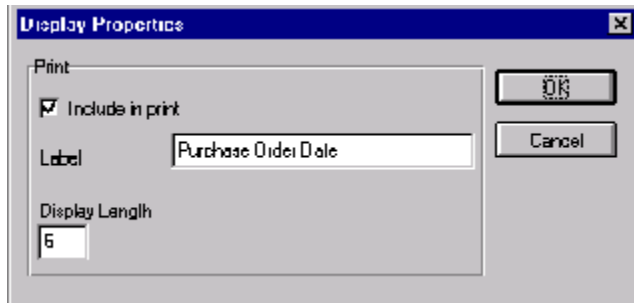 Display Properties
Print
Include in print
OK
Label
Purchase Order Date
Cancel
Display Length
6